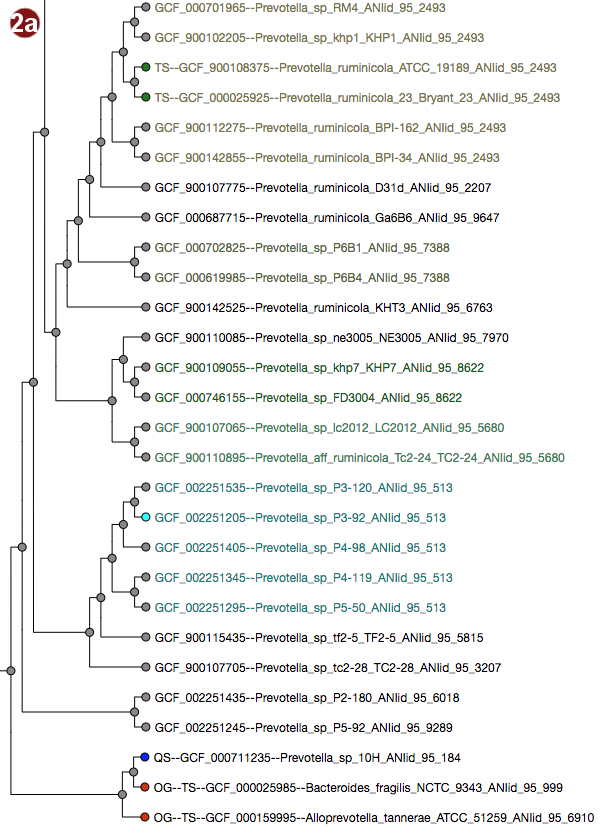 2a
GCF_000701965--Prevotella_sp_RM4_ANIid_95_2493
GCF_900102205--Prevotella_sp_khp1_KHP1_ANIid_95_2493
TS--GCF_900108375--Prevotella_ruminicola_ATCC_19189_ANIid_95_2493
TS--GCF_000025925--Prevotella_ruminicola_23_Bryant_23_ANIid_95_2493
GCF_900112275--Prevotella_ruminicola_BPI-162_ANIid_95_2493
GCF_900142855--Prevotella_ruminicola_BPI-34_ANIid_95_2493
GCF_900107775--Prevotella_ruminicola_D31d_ANIid_95_2207
GCF_000687715--Prevotella_ruminicola_Ga6B6_ANIid_95_9647
GCF_000702825--Prevotella_sp_P6B1_ANIid_95_7388
GCF_000619985--Prevotella_sp_P6B4_ANIid_95_7388
GCF_900142525--Prevotella_ruminicola_KHT3_ANIid_95_6763
GCF_900110085--Prevotella_sp_ne3005_NE3005_ANIid_95_7970
GCF_900109055--Prevotella_sp_khp7_KHP7_ANIid_95_8622
GCF_000746155--Prevotella_sp_FD3004_ANIid_95_8622
GCF_900107065--Prevotella_sp_lc2012_LC2012_ANIid_95_5680
GCF_900110895--Prevotella_aff_ruminicola_Tc2-24_TC2-24_ANIid_95_5680
GCF_002251535--Prevotella_sp_P3-120_ANIid_95_513
GCF_002251205--Prevotella_sp_P3-92_ANIid_95_513
GCF_002251405--Prevotella_sp_P4-98_ANIid_95_513
GCF_002251345--Prevotella_sp_P4-119_ANIid_95_513
GCF_002251295--Prevotella_sp_P5-50_ANIid_95_513
GCF_900115435--Prevotella_sp_tf2-5_TF2-5_ANIid_95_5815
GCF_900107705--Prevotella_sp_tc2-28_TC2-28_ANIid_95_3207
GCF_002251435--Prevotella_sp_P2-180_ANIid_95_6018
GCF_002251245--Prevotella_sp_P5-92_ANIid_95_9289
QS--GCF_000711235--Prevotella_sp_10H_ANIid_95_184
OG--TS--GCF_000025985--Bacteroides_fragilis_NCTC_9343_ANIid_95_999
OG--TS--GCF_000159995--Alloprevotella_tannerae_ATCC_51259_ANIid_95_6910